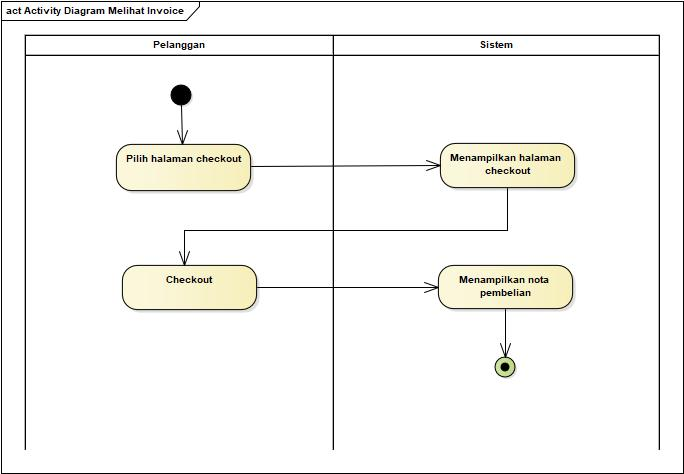 act Activity Diagram Melihat Invoice
Pelanggan
Sistem
Pilih halaman checkout
Menampilkan halaman
checkout
Checkout
Menampilkan nota
pembelian